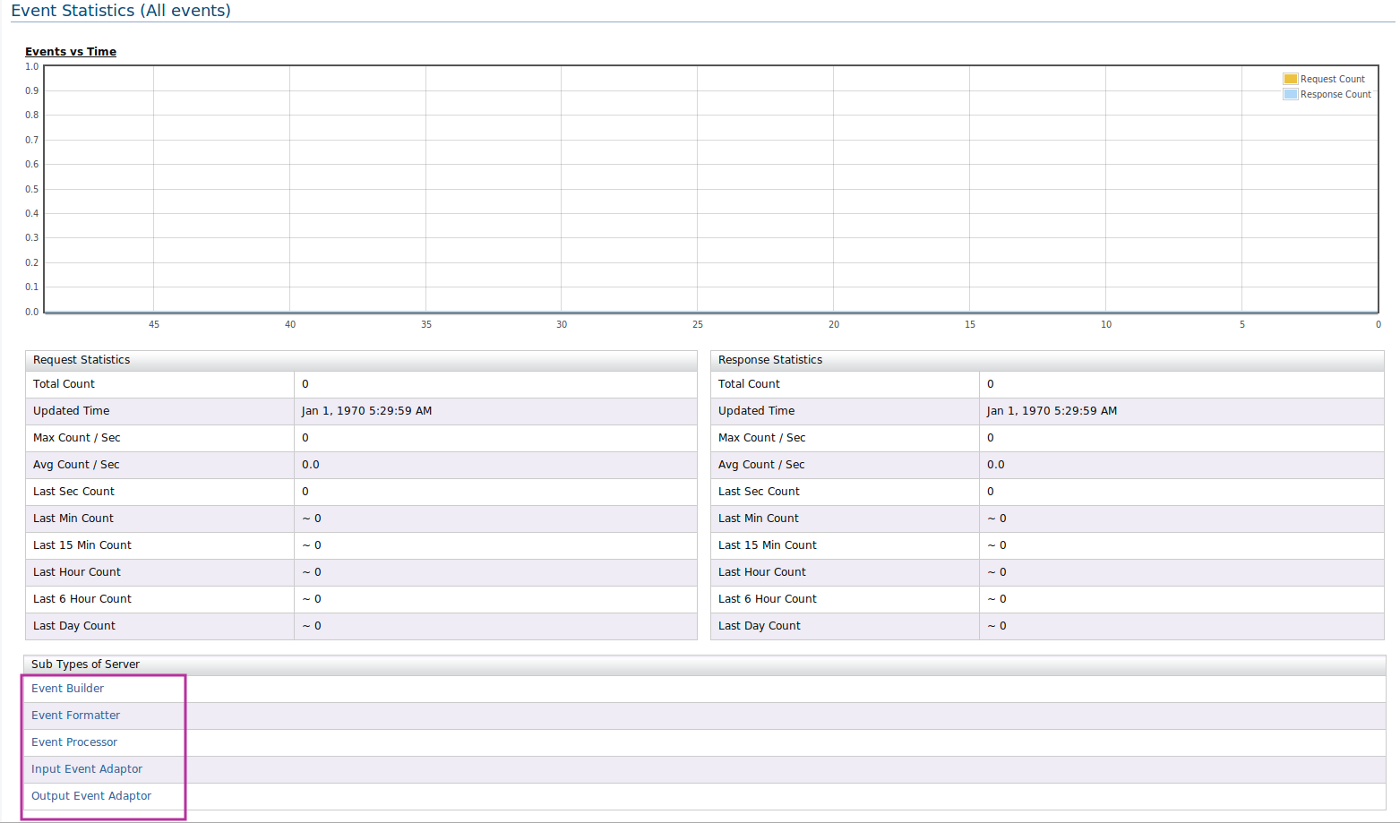 Event Statistics (All events)
Events vs Time
1.0
0.9
0.8
0.7
0.6
0.5
0.4
0.3
0.2
0.1
0.0
45 40 35 30 25 20 15 10 5 0
Request Count
Response Count
Request Statistics
Total Count 0
Updated Time Jan 1, 1970 5:29:59 AM
Max Count / Sec 0
Avg Count / Sec 0.0
Last Sec Count 0
Last Min Count ~ 0
Last 15 Min Count ~ 0
Last Hour Count ~ 0
Last 6 Hour Count ~ 0
Last Day Count ~ 0
Response Statistics
Total Count 0
Updated Time Jan 1, 1970 5:29:59 AM
Max Count / Sec 0
Avg Count / Sec 0.0
Last Sec Count 0
Last Min Count ~ 0
Last 15 Min Count ~ 0
Last Hour Count ~ 0
Last 6 Hour Count ~ 0
Last Day Count ~ 0
Sub Types of Server
Event Builder
Event Formatter
Event Processor
Input Event Adaptor
Output Event Adaptor